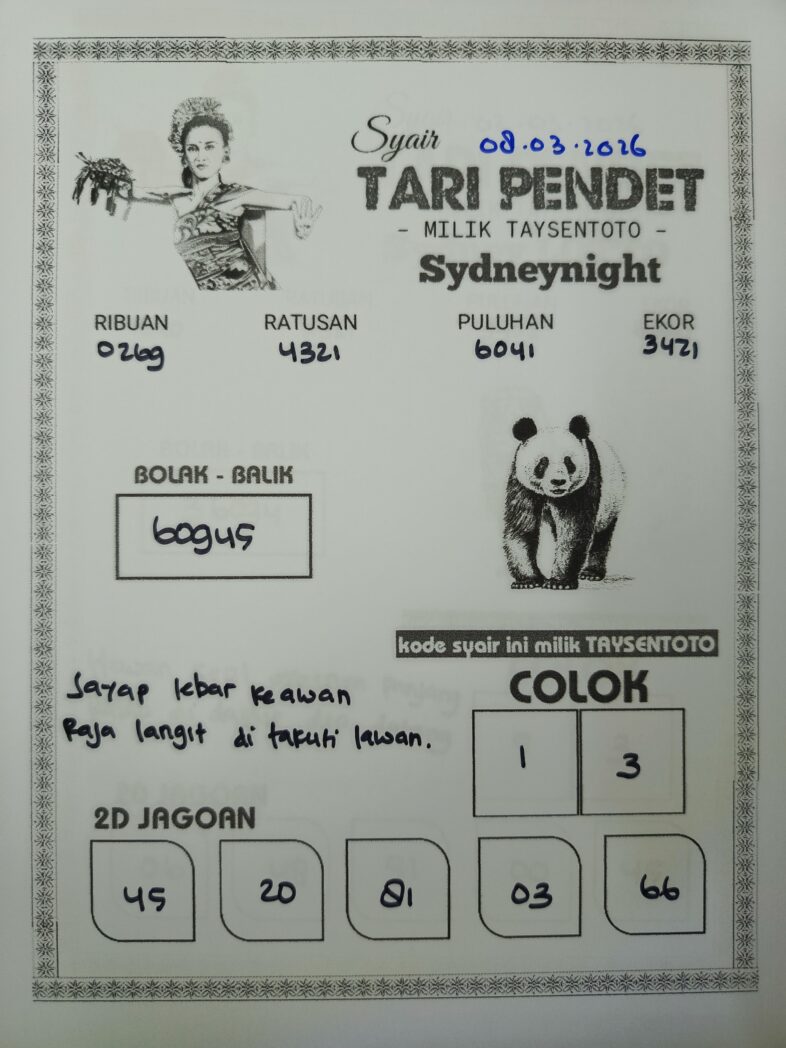 Syair 08.03.2026
TARI PENDET
- MILIK TAYSENTOTO -
Sydneynight
RIBUAN RATUSAN PULUHAN EKOR
0269 4321 6041 3421
BOLAK - BALIK
60945
kode syair ini milik TAYSENTOTO
Sayap lebar keawan
Raja langit di takuti lawan.
COLOK
1 3
2D JAGOAN
45 20 81 03 66